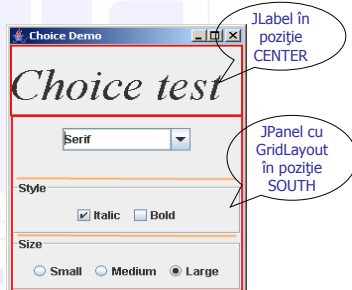 Choice Demo
Choice test
Serif
Style
Italic Bold
Size
Small Medium Large
JLabel în
poziţie
CENTER
JPanel cu
GridLayout
în poziţie
SOUTH